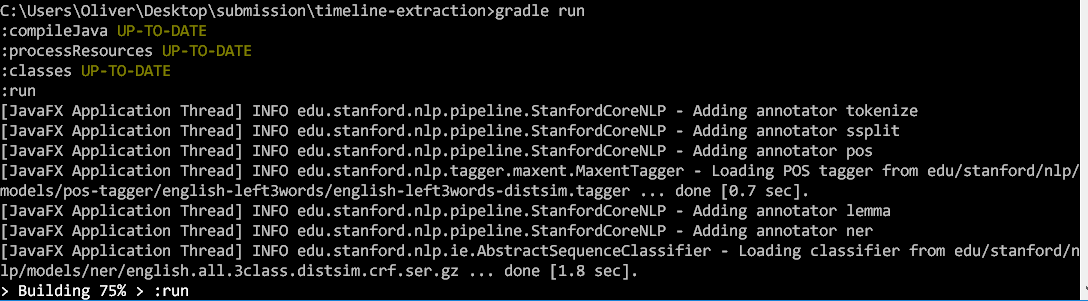 C:\Users\Oliver\Desktop\submission\timeline-extraction>gradle run
:compileJava UP-TO-DATE
:processResources UP-TO-DATE
:classes UP-TO-DATE
:run
[JavaFX Application Thread] INFO edu.stanford.nlp.pipeline.StanfordCoreNLP - Adding annotator tokenize
[JavaFX Application Thread] INFO edu.stanford.nlp.pipeline.StanfordCoreNLP - Adding annotator ssplit
[JavaFX Application Thread] INFO edu.stanford.nlp.pipeline.StanfordCoreNLP - Adding annotator pos
[JavaFX Application Thread] INFO edu.stanford.nlp.tagger.maxent.MaxentTagger - Loading POS tagger from edu/stanford/nlp/
models/pos-tagger/english-left3words/english-left3words-distsim.tagger ... done [0.7 sec].
[JavaFX Application Thread] INFO edu.stanford.nlp.pipeline.StanfordCoreNLP - Adding annotator lemma
[JavaFX Application Thread] INFO edu.stanford.nlp.pipeline.StanfordCoreNLP - Adding annotator ner
[JavaFX Application Thread] INFO edu.stanford.nlp.ie.AbstractSequenceClassifier - Loading classifier from edu/stanford/n
lp/models/ner/english.all.3class.distsim.crf.ser.gz ... done [1.8 sec].
> Building 75% > :run